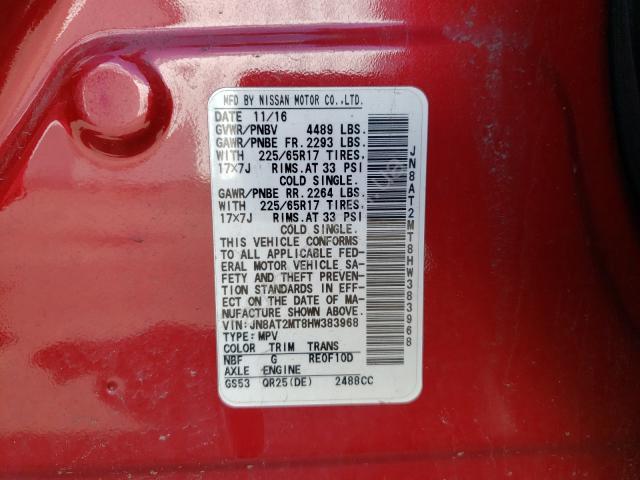 MFD BY NISSAN MOTOR CO.,LTD.
DATE 11/16
GVWR/PNBV 4489 LBS.
GAWR/PNBE FR.2293 LBS.
WITH 225/65R17 TIRES.
17X7J RIMS.AT 33 PSI
COLD SINGLE.
GAWR/PNBE RR.2264 LBS.
WITH 225/65R17 TIRES.
17X7J RIMS.AT 33 PSI
COLD SINGLE.
THIS VEHICLE CONFORMS
TO ALL APPLICABLE FED-
ERAL MOTOR VEHICLE SA-
FETY AND THEFT PREVEN-
TION STANDARDS IN EFF-
ECT ON THE DATE OF MA-
NUFACTURE SHOWN ABOVE.
VIN:JN8AT2MT8HW383968
TYPE:MPV
COLOR TRIM TRANS
NBF G RE0F10D
AXLE ENGINE
GS53 QR25(DE) 2488CC
JN8AT2MT8HW383968